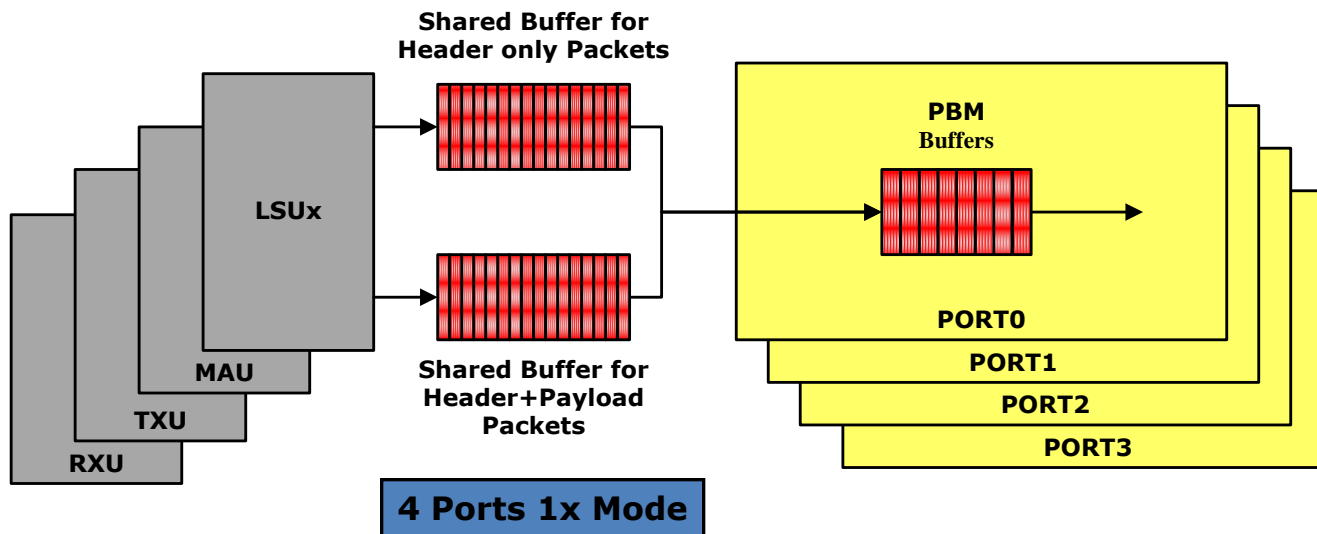 Shared Buffer for
Header only Packets
PBM
Buffers
LSUx
PORT0
MAU
PORT1
Shared Buffer for
Header+Payload
Packets
TXU
PORT2
RXU
PORT3
4 Ports 1x Mode